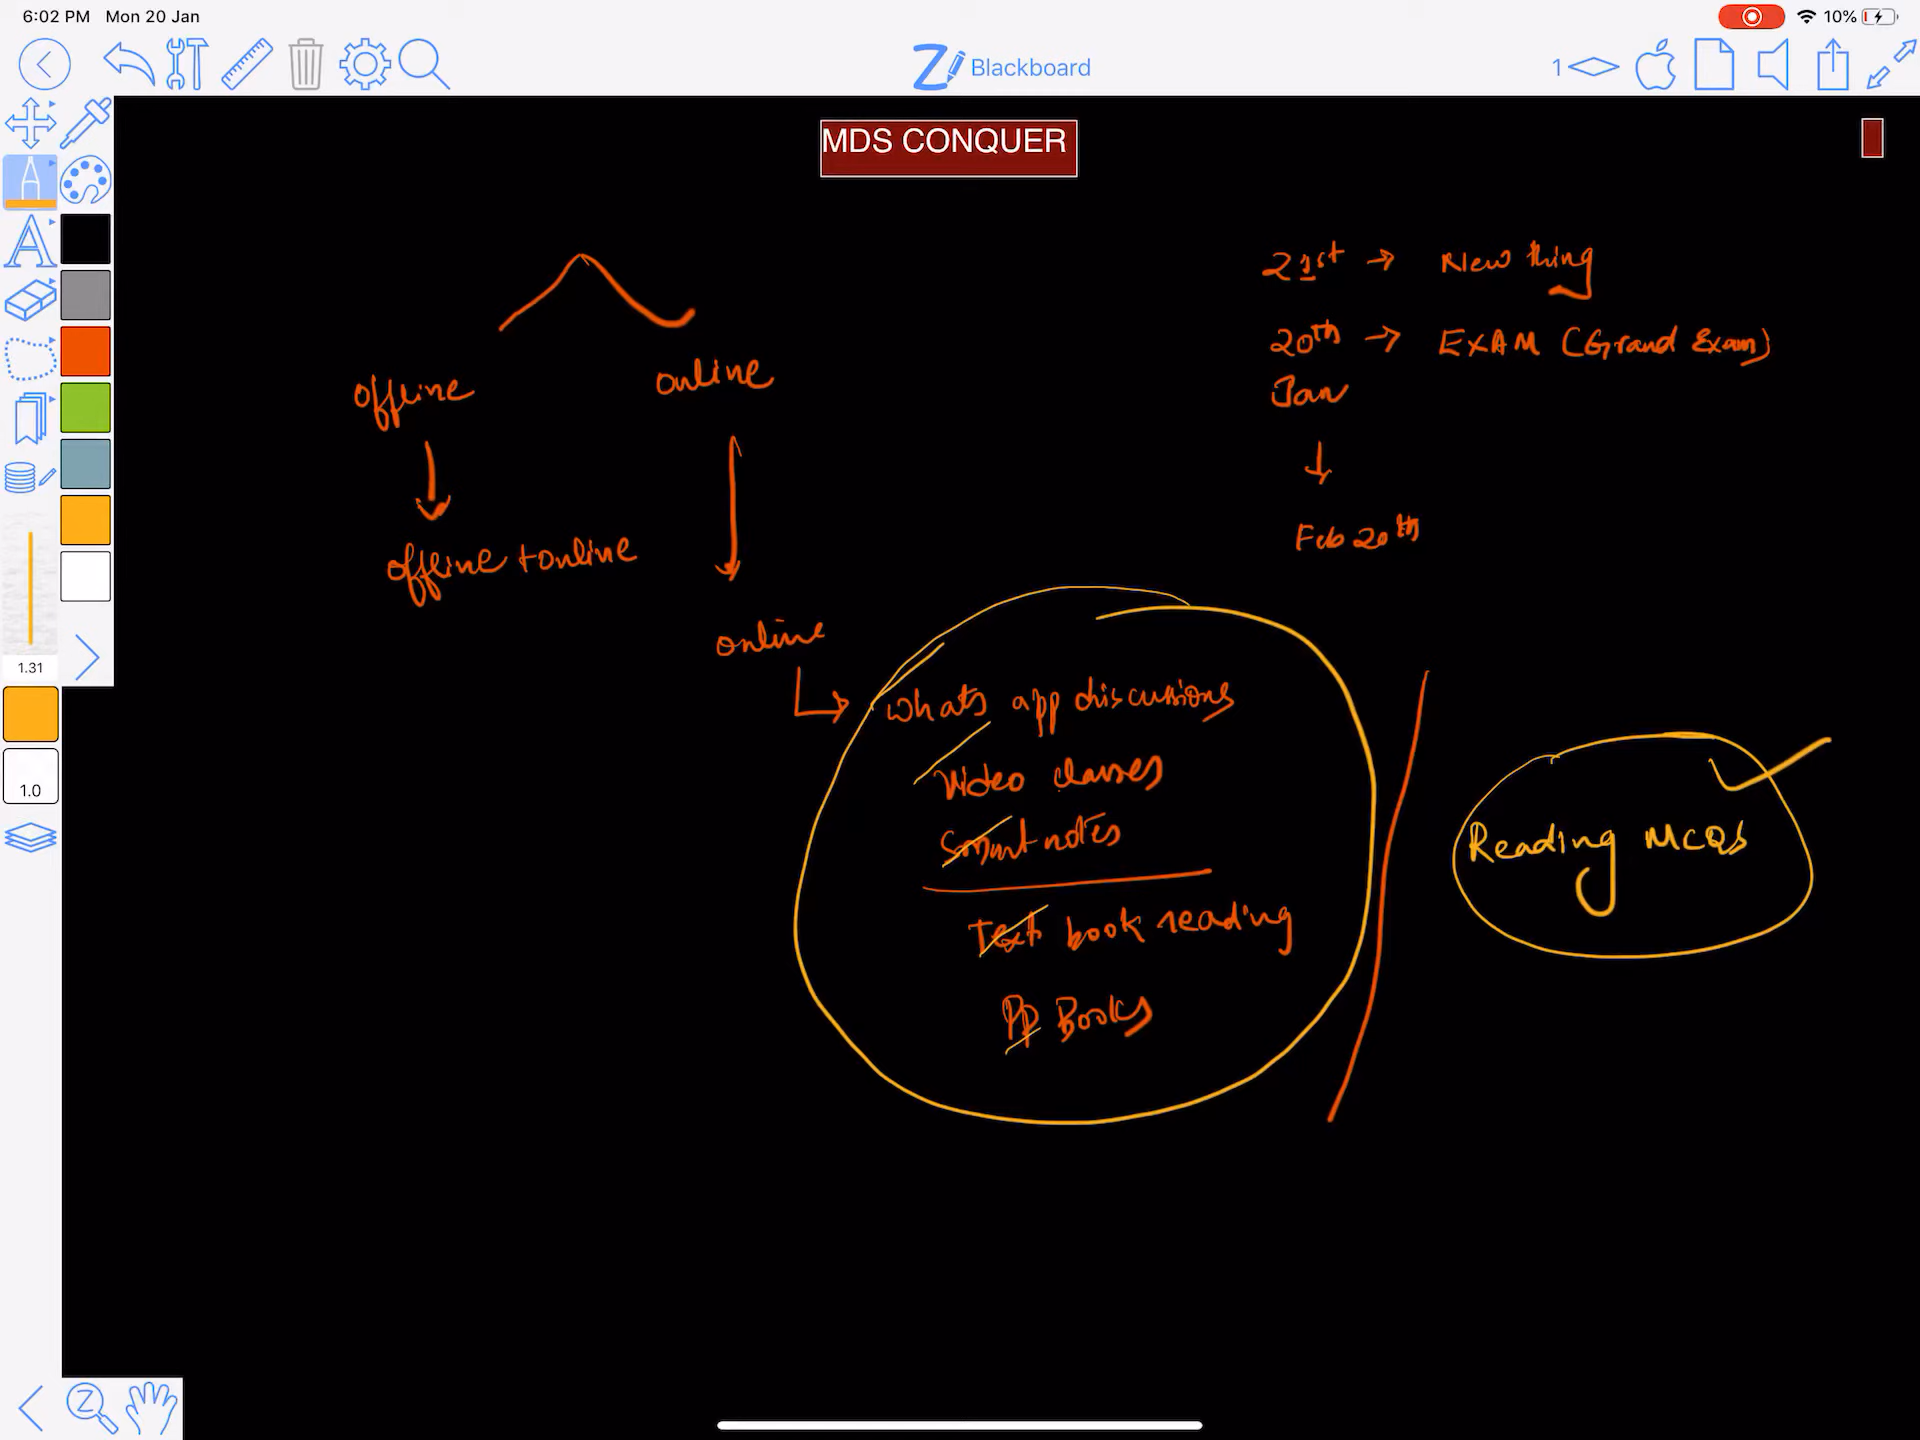 6:02 PM Mon 20 Jan
10%
Blackboard
1
MDS CONQUER
21st → New thing
20th → EXAM (Grand Exam)
Jan
↓
Feb 20th
offline
online
offline + online
online
whats app discussions
Video classes
Smart notes
Text book reading
PP Books
Reading MCQs
1.31
1.0